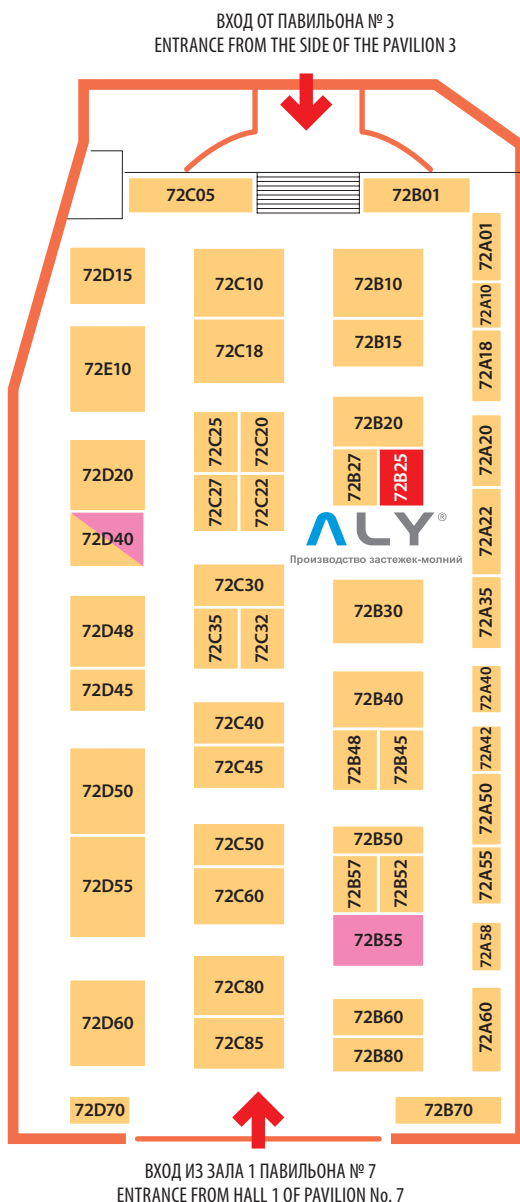 ВХОД ОТ ПАВИЛЬОНА № 3
ENTRANCE FROM THE SIDE OF THE PAVILION 3
72C05
72B01
72A01
72D15
72C10
72B10
72A10
72E10
72C18
72B15
72A18
72B20
72C25
72C20
72A20
72D20
72B27
72B25
72C27
72C22
72A22
72D40
ALY®
Производство застежек-молний
72C30
72B30
72A35
72D48
72C35
72C32
72D45
72B40
72A40
72C40
72B48
72B45
72A42
72C45
72D50
72A50
72C50
72B50
72D55
72B57
72B52
72A55
72C60
72B55
72A58
72C80
72D60
72B60
72A60
72C85
72B80
72D70
72B70
ВХОД ИЗ ЗАЛА 1 ПАВИЛЬОНА № 7
ENTRANCE FROM HALL 1 OF PAVILION No. 7